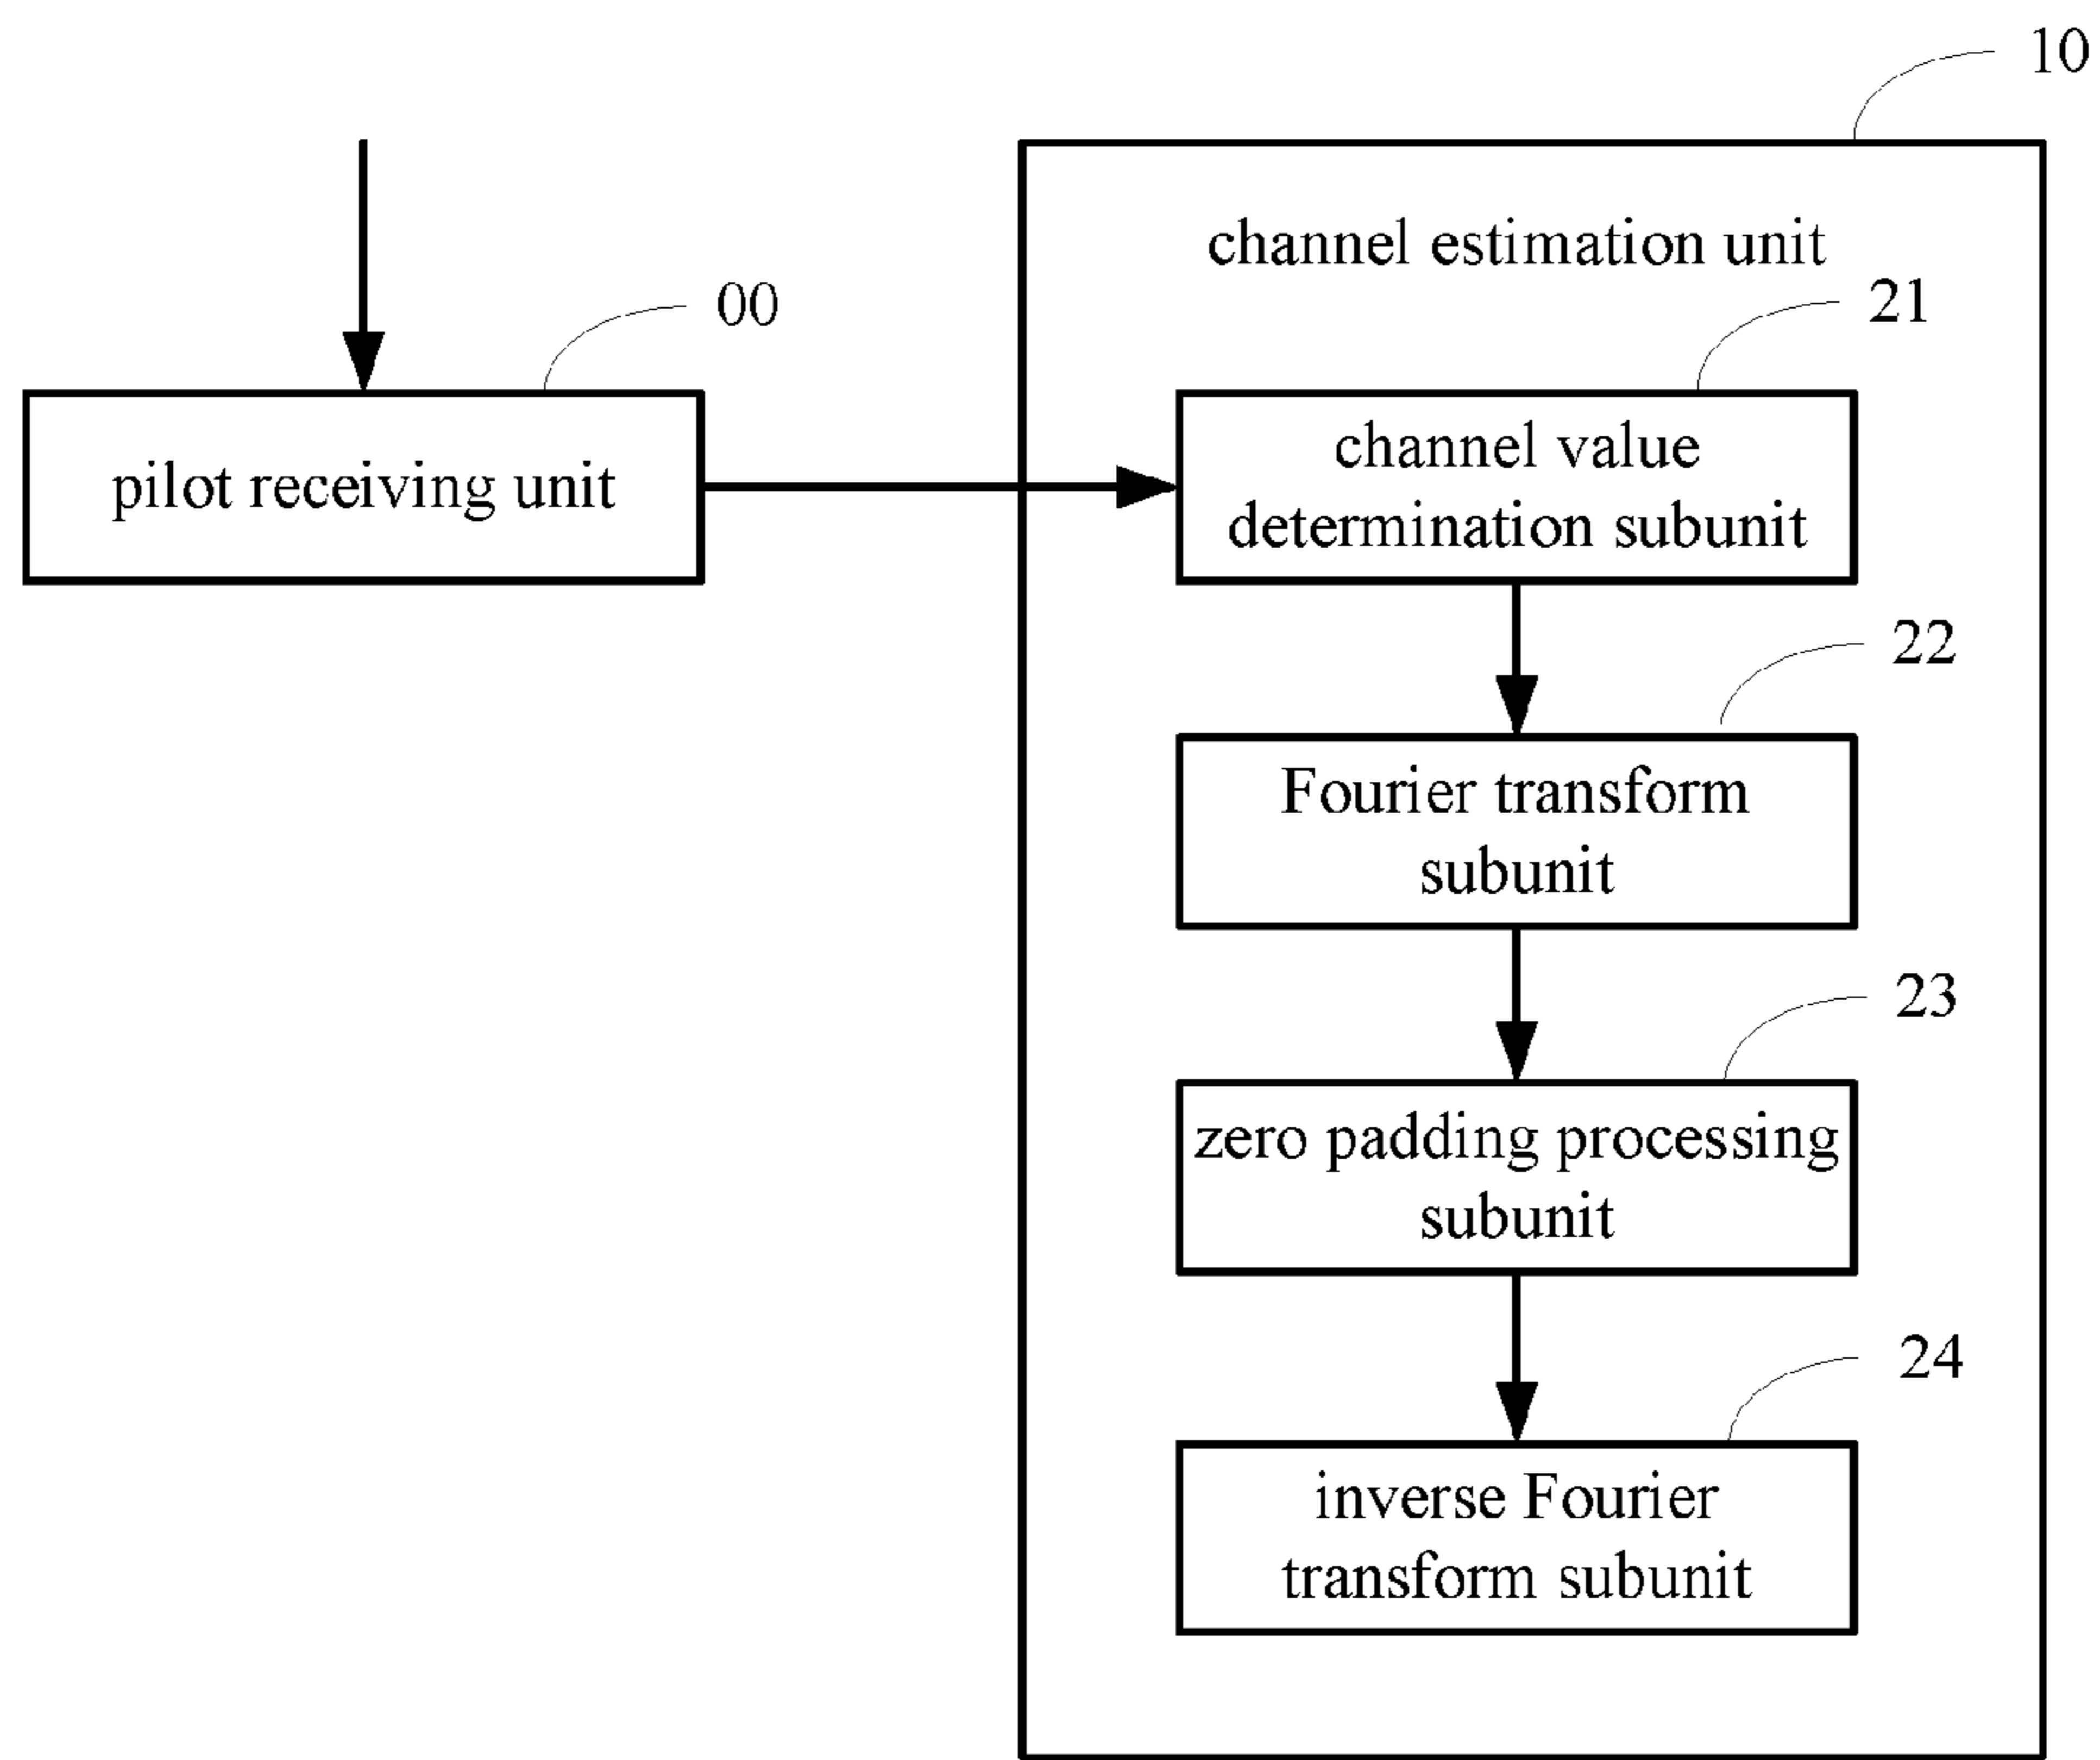 10
channel estimation unit
21
00
pilot receiving unit
channel value
determination subunit
22
Fourier transform
subunit
23
zero padding processing
subunit
24
inverse Fourier
transform subunit